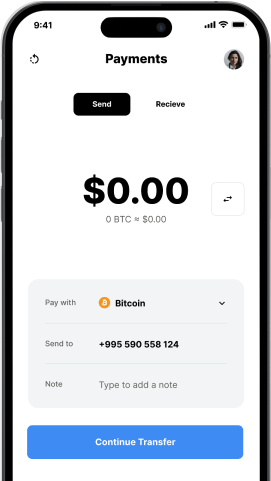 9:41
Payments
Send Recieve
$0.00
0 BTC ≈ $0.00
Pay with Bitcoin
Send to +995 590 558 124
Note Type to add a note
Continue Transfer